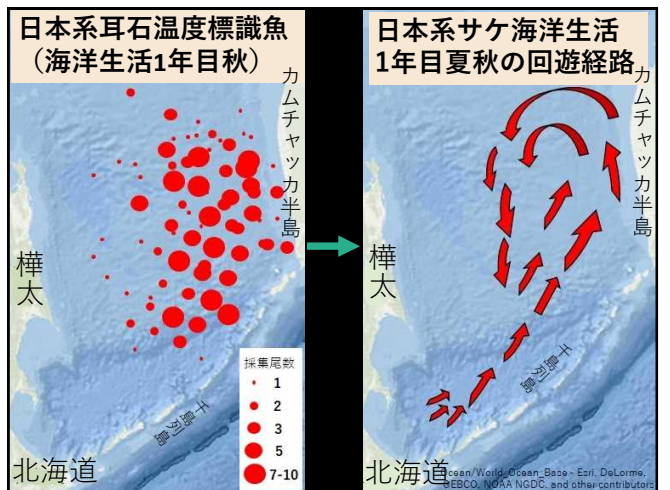 日本系耳石温度標識魚
（海洋生活1年目秋）
カムチャッカ半島
樺太
千島列島
北海道
採集尾数
1
2
3
5
7-10
日本系サケ海洋生活
1年目夏秋の回遊経路
カムチャッカ半島
樺太
千島列島
北海道
Ocean/World_Ocean_Base - Esri, DeLorme,
GEBCO, NOAA NGDC, and other contributors